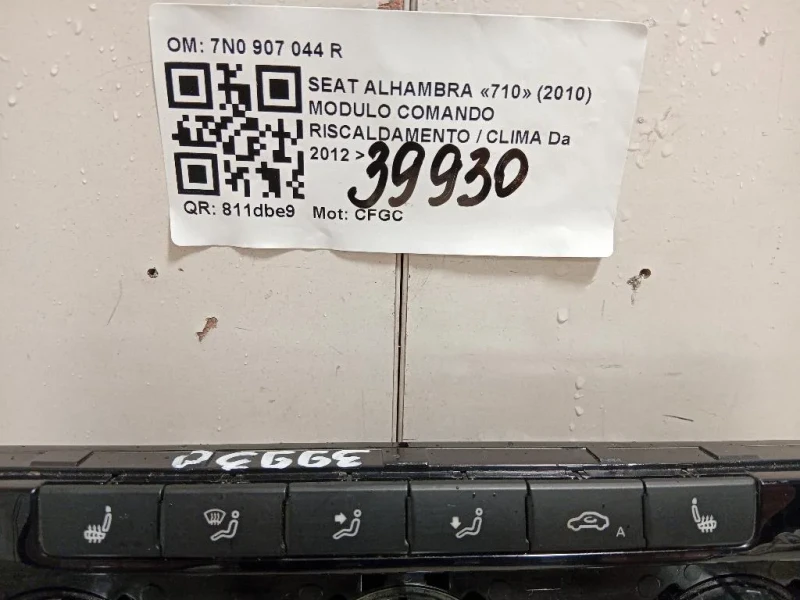 OM: 7N0 907 044 R
SEAT ALHAMBRA «710» (2010)
MODULO COMANDO
RISCALDAMENTO / CLIMA Da
2012 >
39930
QR: 811dbe9 Mot: CFGC
39930
A